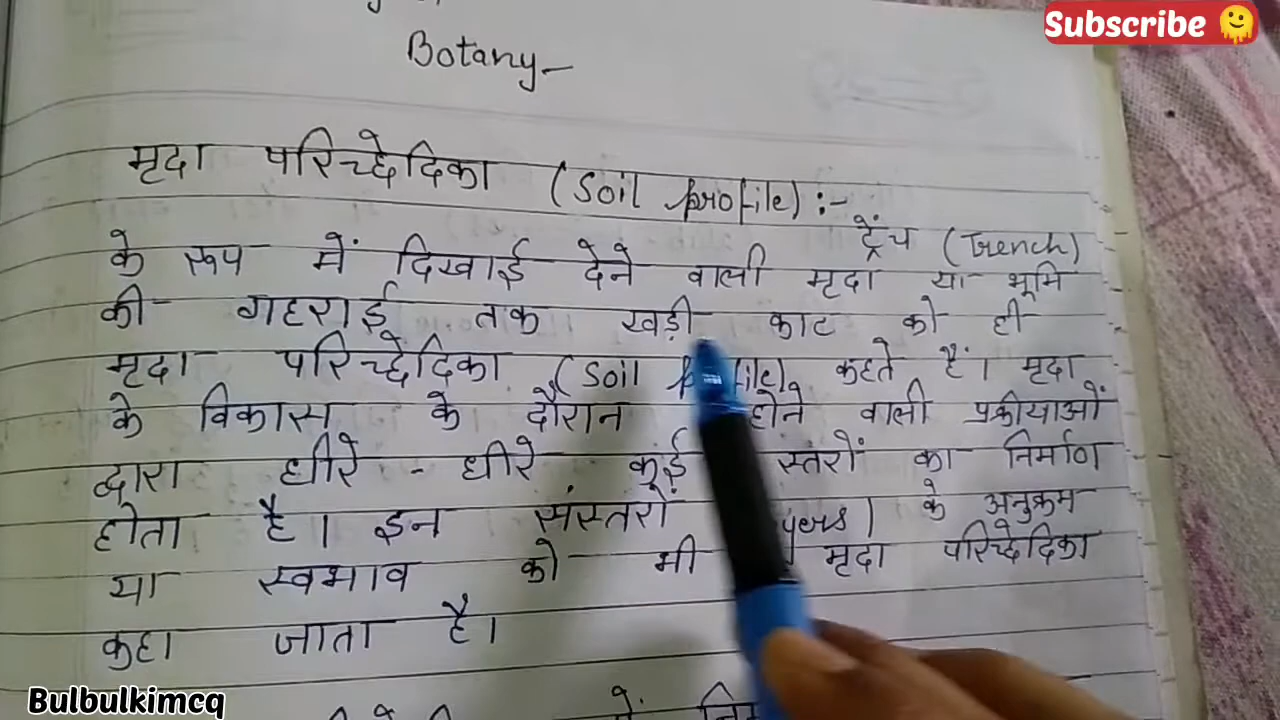 Subscribe
Botany-
मृदा परिच्छेदिका (Soil profile) :-
ट्रेंच (Trench)
के रूप में दिखाई देने वाली मृदा या भूमि
की गहराई तक खड़ी काट को ही
मृदा परिच्छेदिका (Soil कहते हैं। मृदा
के विकास के दौरान होने वाली प्रकीयाओं
द्वारा धीरे - धीरे कई स्तरों का निर्माण
होता है। इन संस्तरों के अनुक्रम
या स्वभाव को भी मृदा परिच्छेदिका
कहा जाता है।
Bulbulkimcq